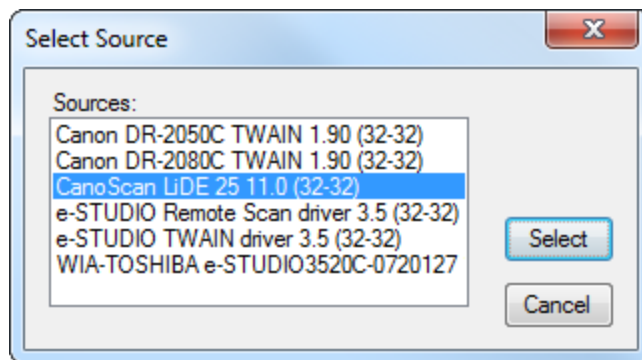 Select Source
Sources:
Canon DR-2050C TWAIN 1.90 (32-32)
Canon DR-2080C TWAIN 1.90 (32-32)
CanoScan LiDE 25 11.0 (32-32)
e-STUDIO Remote Scan driver 3.5 (32-32)
e-STUDIO TWAIN driver 3.5 (32-32)
WIA-TOSHIBA e-STUDIO3520C-0720127
Select
Cancel